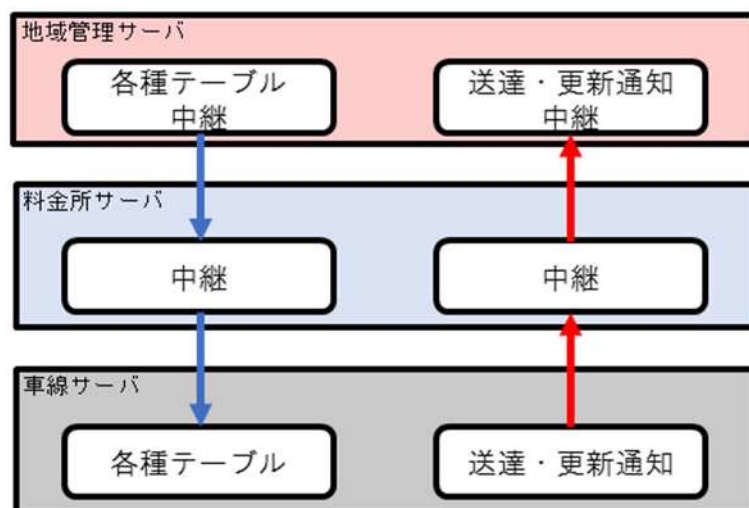 地域管理サーバ
各種テーブル
中継
送達・更新通知
中継
料金所サーバ
中継
中継
車線サーバ
各種テーブル
送達・更新通知